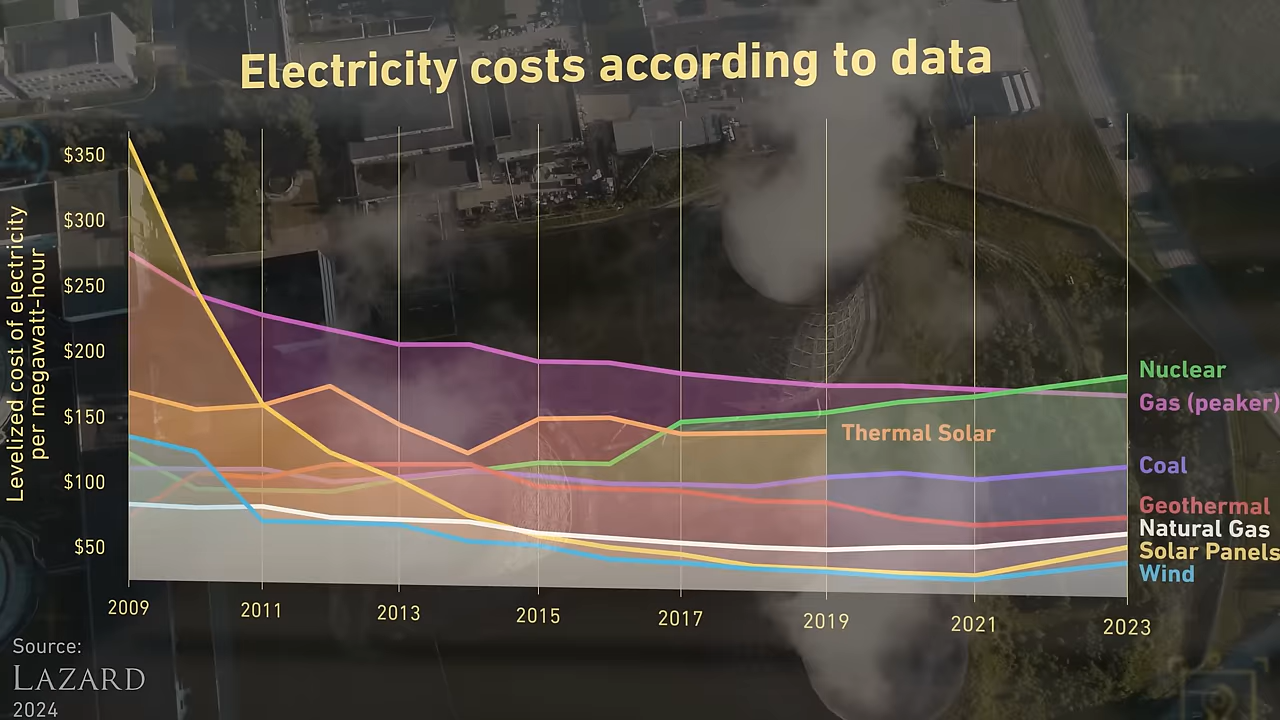 Electricity costs according to data
Levelized cost of electricity
per megawatt-hour
$350
$300
$250
$200
$150
$100
$50
Nuclear
Gas (peaker)
Thermal Solar
Coal
Geothermal
Natural Gas
Solar Panels
Wind
2009
2011
2013
2015
2017
2019
2021
2023
Source:
LAZARD
2024